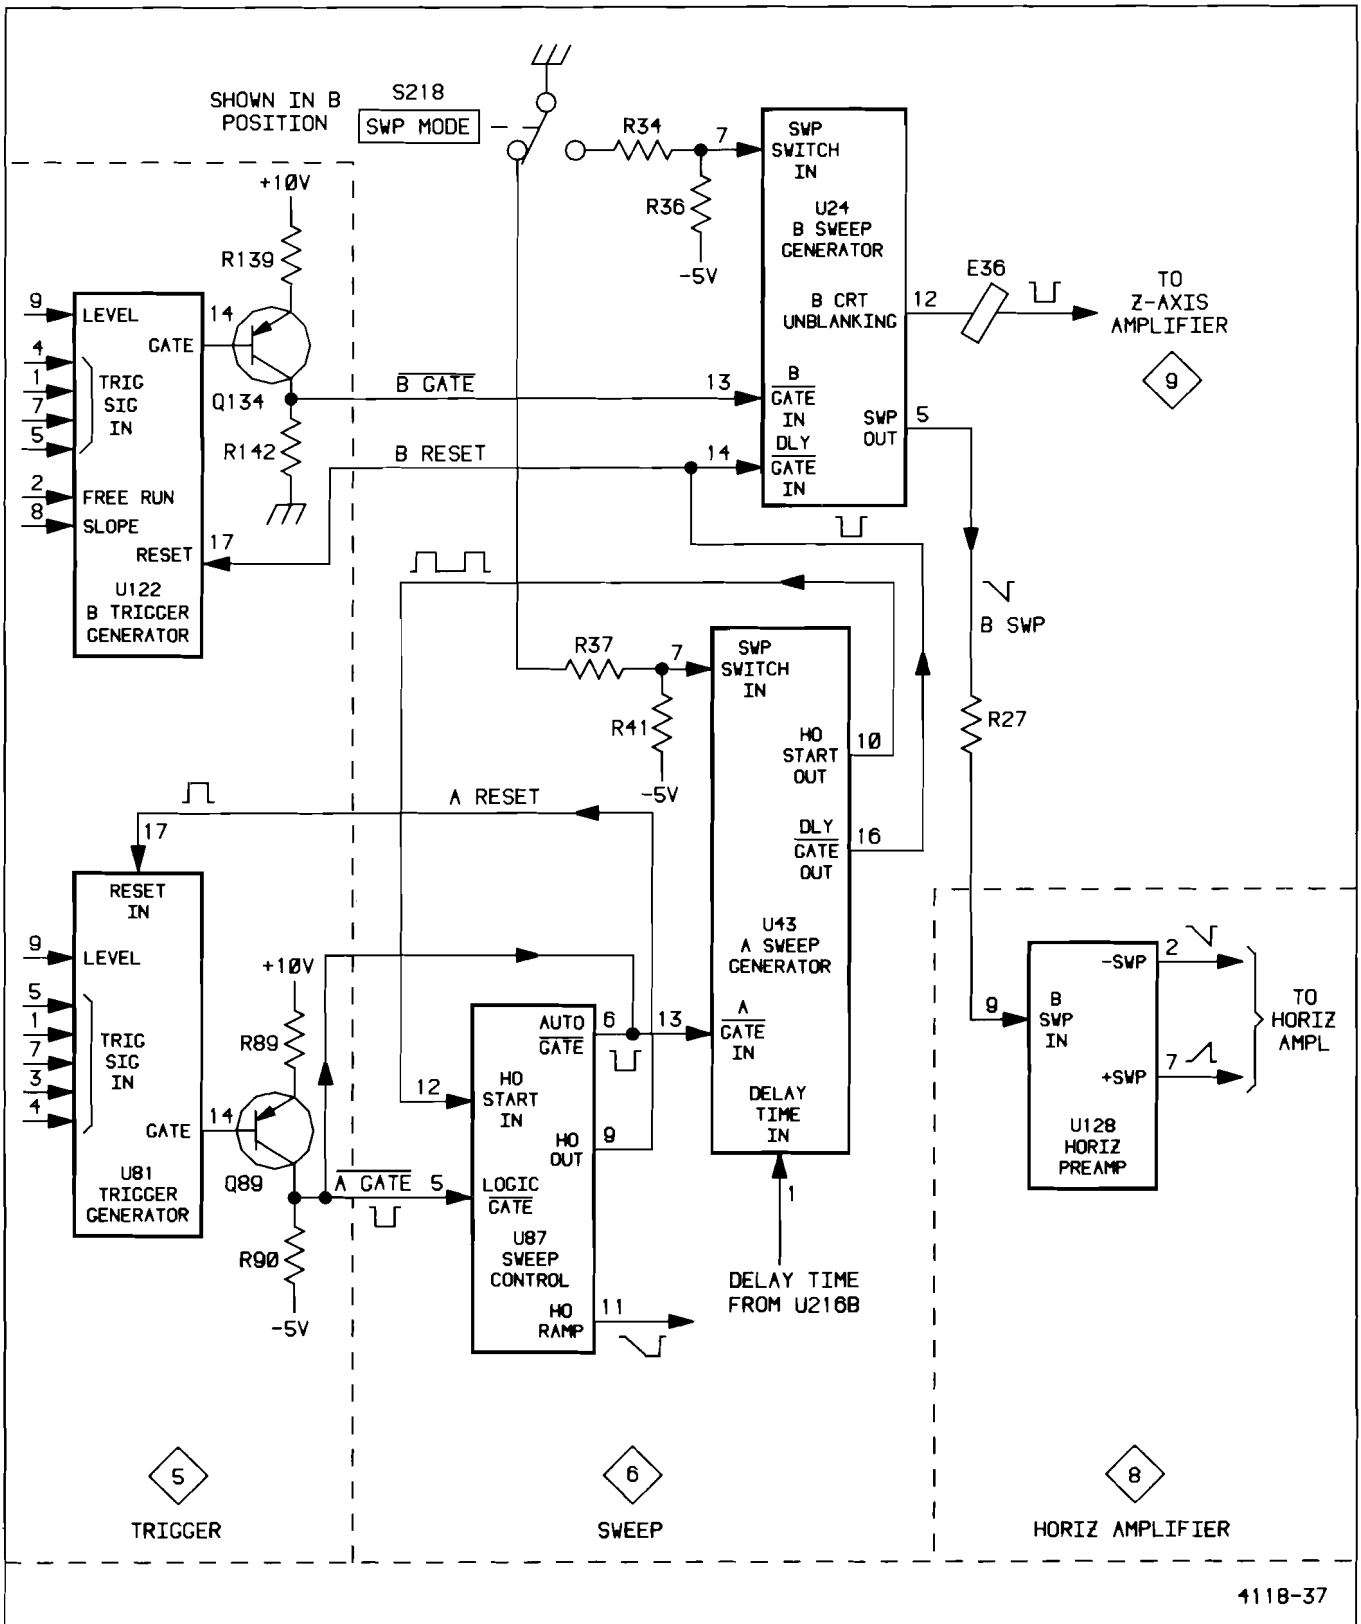 SHOWN IN B
POSITION
S218
SWP MODE
R34
7
SWP
SWITCH
IN
R36
-5V
U24
B SWEEP
GENERATOR
B CRT
UNBLANKING
12
E36
TO
Z-AXIS
AMPLIFIER
9
B
GATE
IN
13
DLY
GATE
IN
14
SWP
OUT
5
+10V
R139
9
LEVEL
14
GATE
4
1
7
5
TRIG
SIG
IN
Q134
R142
2
FREE RUN
8
SLOPE
RESET
17
U122
B TRIGGER
GENERATOR
B GATE
B RESET
B SWP
R27
R37
7
SWP
SWITCH
IN
R41
-5V
HO
START
OUT
10
DLY
GATE
OUT
16
U43
A SWEEP
GENERATOR
A
GATE
IN
13
DELAY
TIME
IN
1
DELAY TIME
FROM U216B
A RESET
17
RESET
IN
9
LEVEL
5
1
7
3
4
TRIG
SIG
IN
GATE
14
U81
TRIGGER
GENERATOR
+10V
R89
Q89
R90
-5V
A GATE
5
AUTO
GATE
6
12
HO
START
IN
HO
OUT
9
LOGIC
GATE
U87
SWEEP
CONTROL
HO
RAMP
11
9
B
SWP
IN
-SWP
2
+SWP
7
U128
HORIZ
PREAMP
TO
HORIZ
AMPL
5
TRIGGER
6
SWEEP
8
HORIZ AMPLIFIER
4118-37